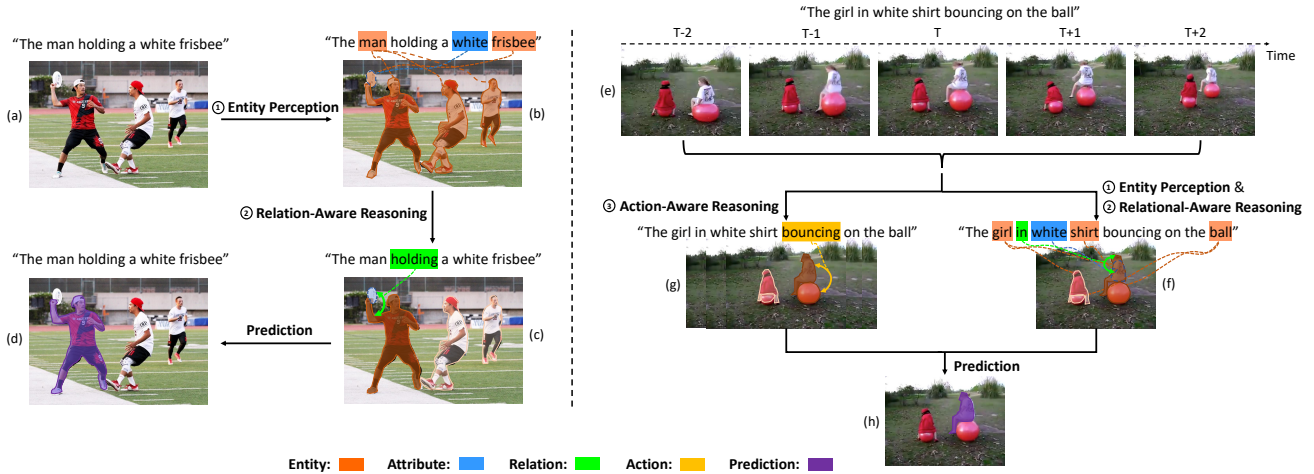 “The man holding a white frisbee”
(a)
① Entity Perception
“The man holding a white frisbee”
(b)
② Relation-Aware Reasoning
“The man holding a white frisbee”
(c)
Prediction
“The man holding a white frisbee”
(d)
“The girl in white shirt bouncing on the ball”
T-2 T-1 T T+1 T+2
Time
(e)
③ Action-Aware Reasoning
① Entity Perception &
② Relational-Aware Reasoning
“The girl in white shirt bouncing on the ball”
(g)
“The girl in white shirt bouncing on the ball”
(f)
Prediction
(h)
Entity: Attribute: Relation: Action: Prediction: